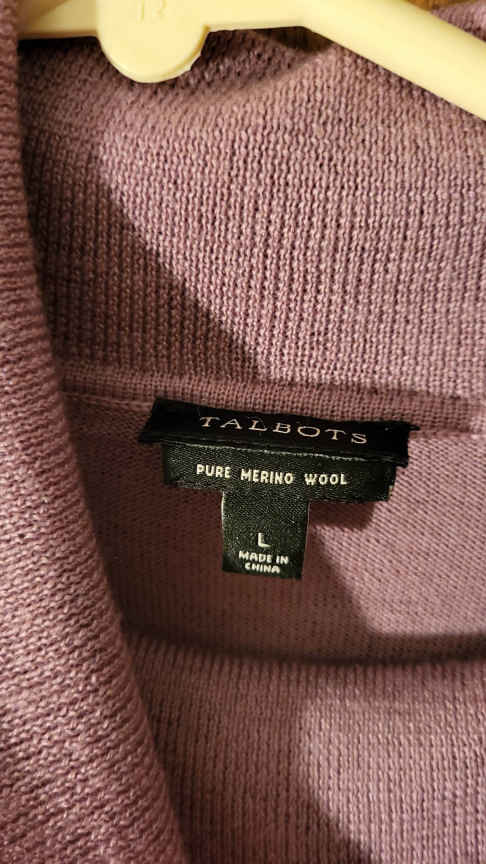 TALBOTS
PURE MERINO WOOL
L
MADE IN
CHINA